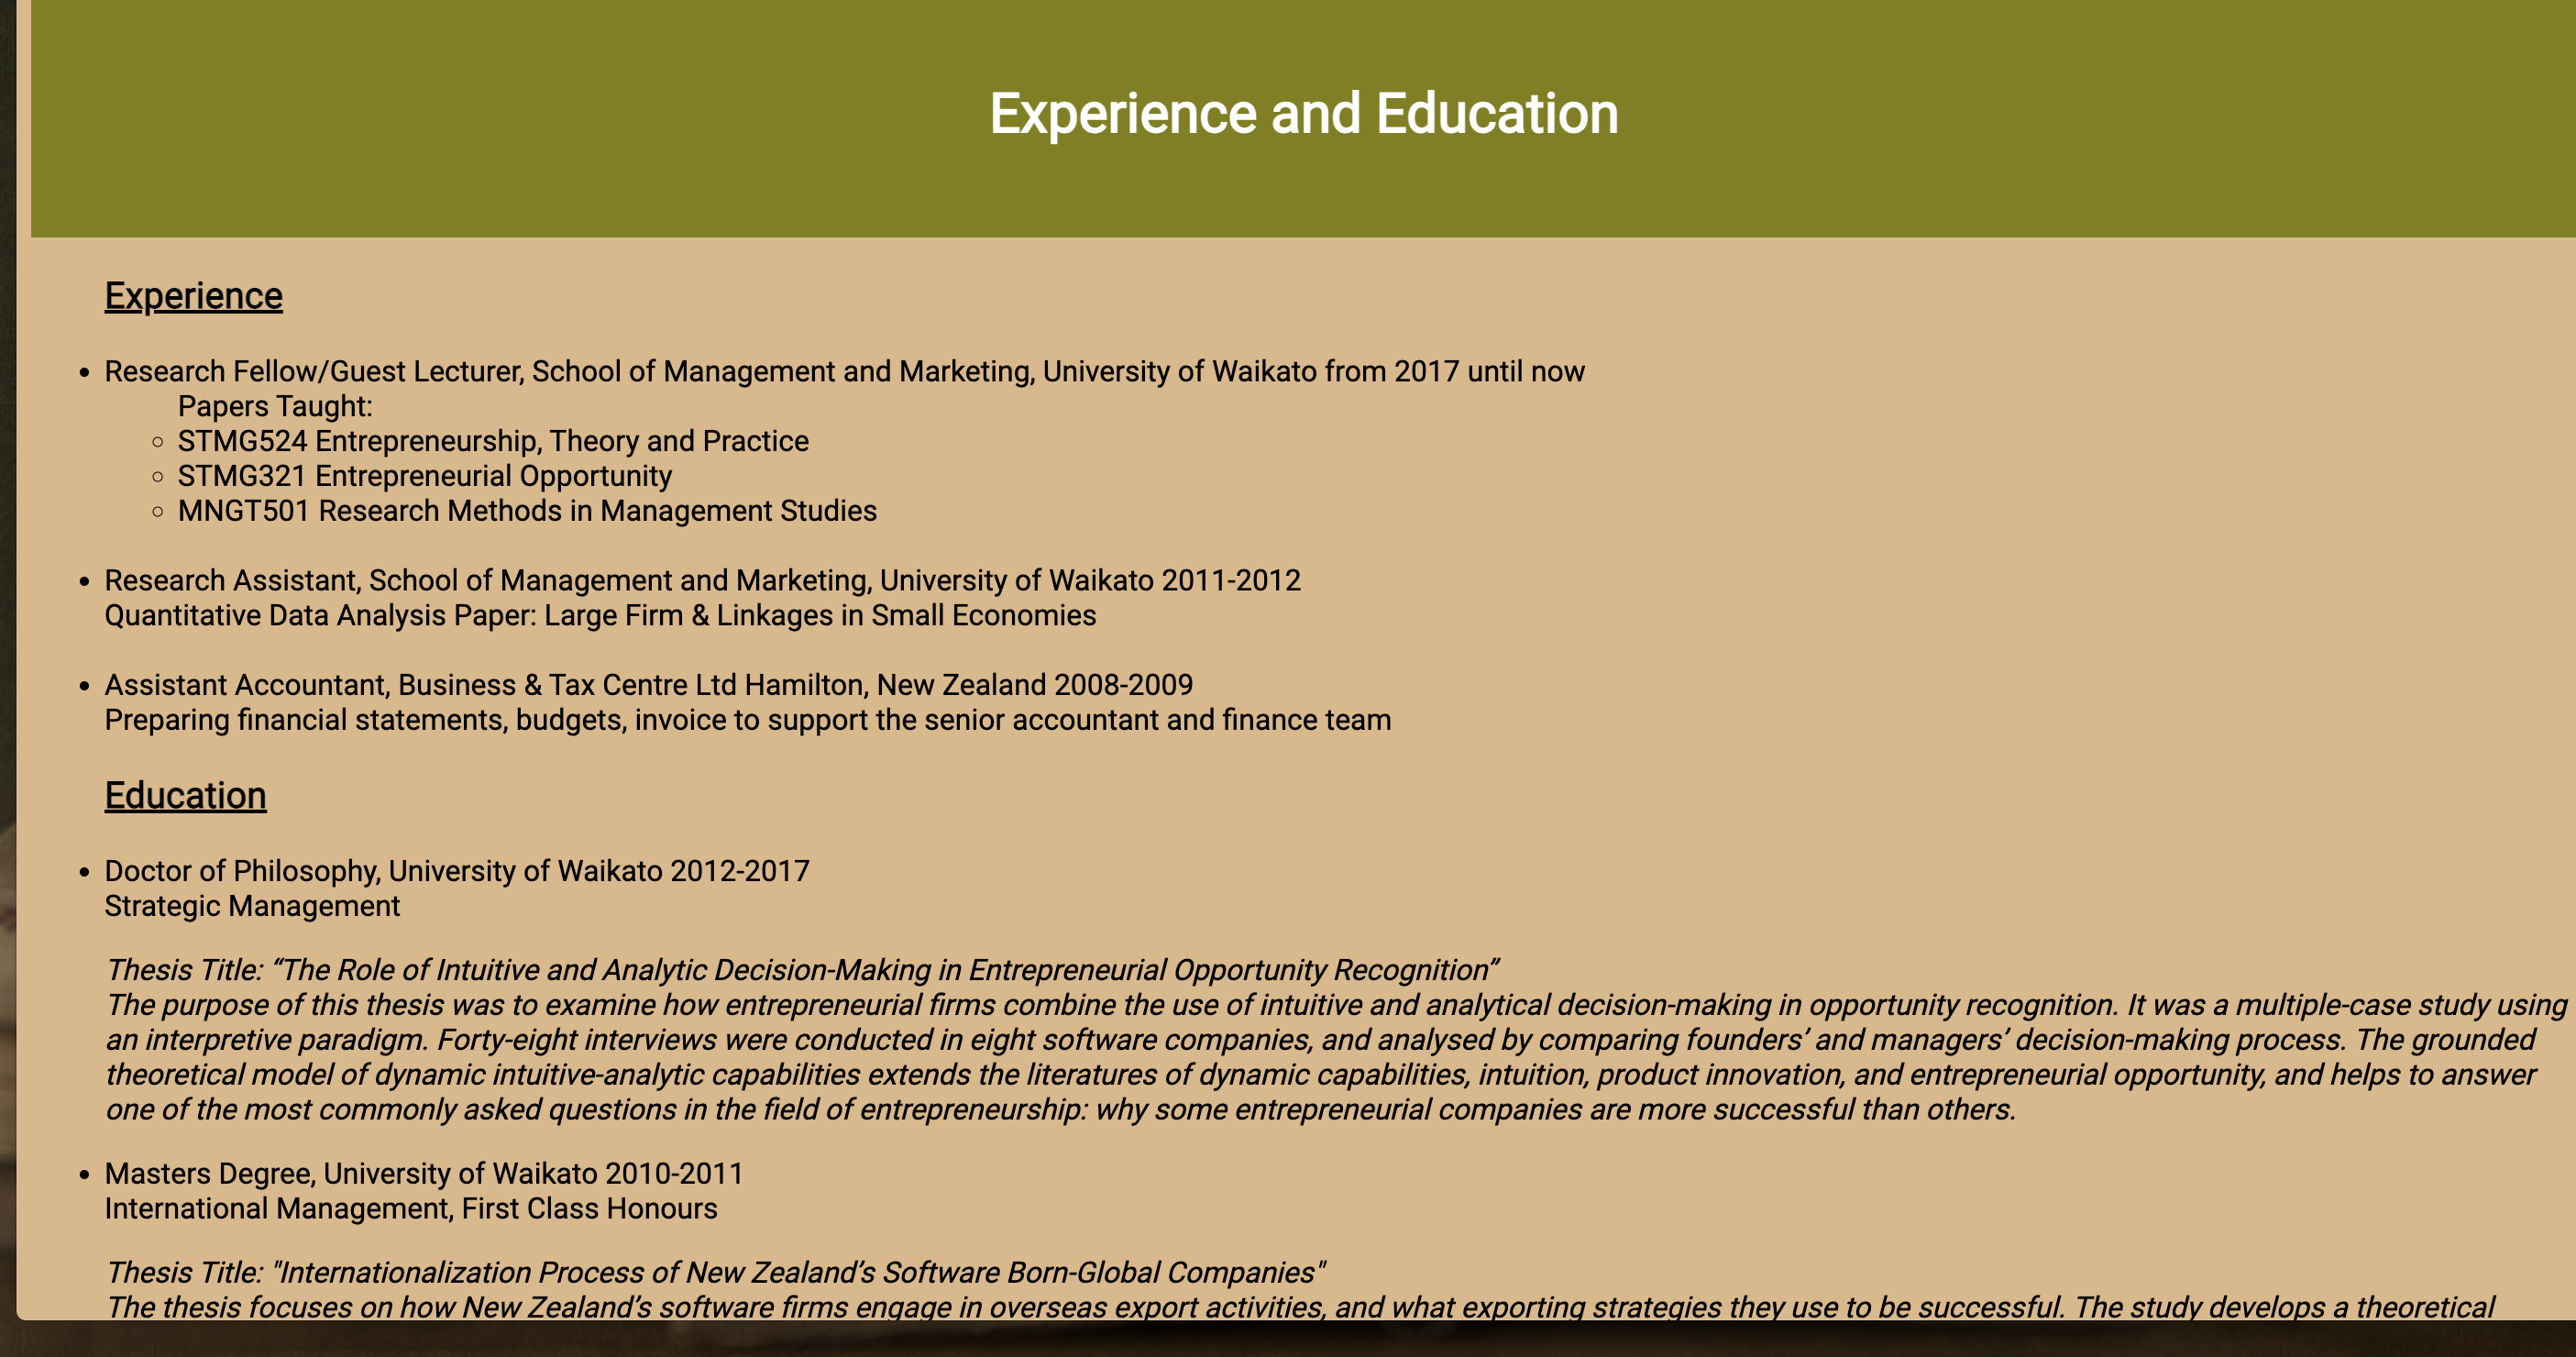 Experience and Education
Experience
Research Fellow/Guest Lecturer, School of Management and Marketing, University of Waikato from 2017 until now
Papers Taught:
STMG524 Entrepreneurship, Theory and Practice
STMG321 Entrepreneurial Opportunity
MNGT501 Research Methods in Management Studies
Research Assistant, School of Management and Marketing, University of Waikato 2011-2012
Quantitative Data Analysis Paper: Large Firm & Linkages in Small Economies
Assistant Accountant, Business & Tax Centre Ltd Hamilton, New Zealand 2008-2009
Preparing financial statements, budgets, invoice to support the senior accountant and finance team
Education
Doctor of Philosophy, University of Waikato 2012-2017
Strategic Management
Thesis Title: “The Role of Intuitive and Analytic Decision-Making in Entrepreneurial Opportunity Recognition”
The purpose of this thesis was to examine how entrepreneurial firms combine the use of intuitive and analytical decision-making in opportunity recognition. It was a multiple-case study using
an interpretive paradigm. Forty-eight interviews were conducted in eight software companies, and analysed by comparing founders’ and managers’ decision-making process. The grounded
theoretical model of dynamic intuitive-analytic capabilities extends the literatures of dynamic capabilities, intuition, product innovation, and entrepreneurial opportunity, and helps to answer
one of the most commonly asked questions in the field of entrepreneurship: why some entrepreneurial companies are more successful than others.
Masters Degree, University of Waikato 2010-2011
International Management, First Class Honours
Thesis Title: "Internationalization Process of New Zealand’s Software Born-Global Companies"
The thesis focuses on how New Zealand’s software firms engage in overseas export activities, and what exporting strategies they use to be successful. The study develops a theoretical